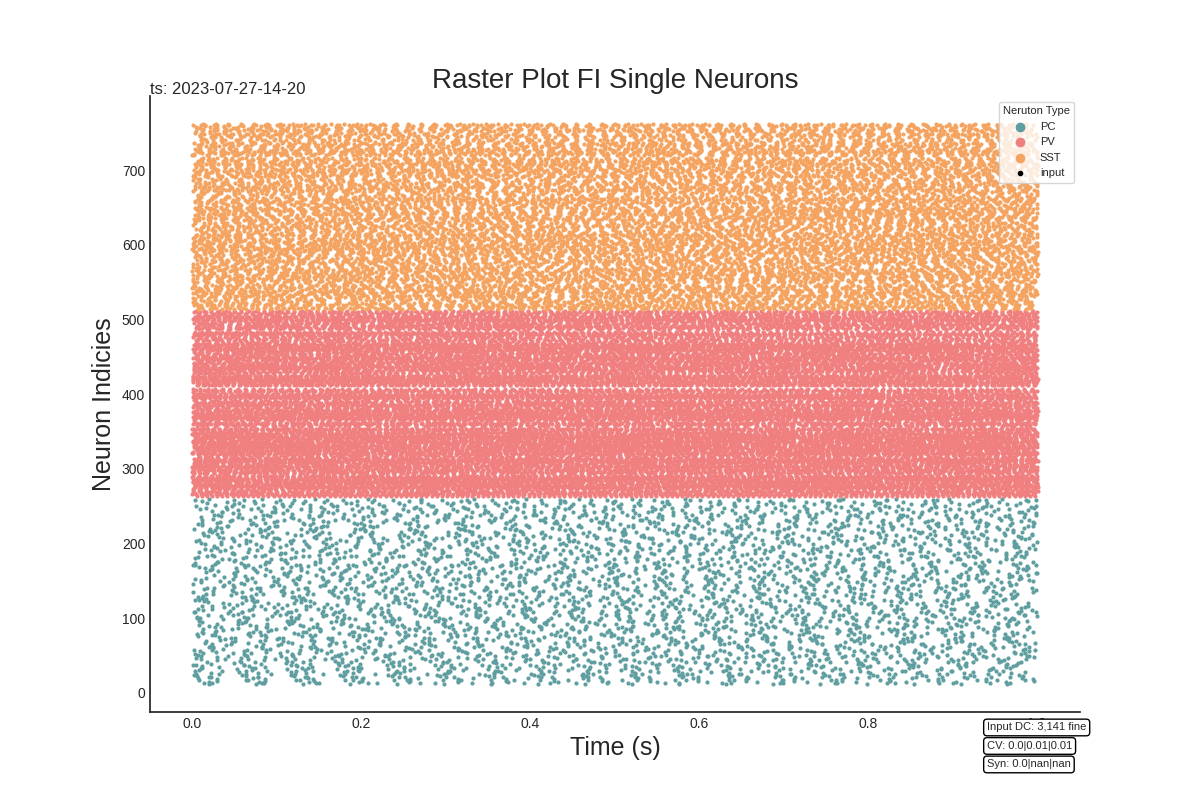 Raster Plot FI Single Neurons
ts: 2023-07-27-14-20
Neruton Type
PC
PV
SST
input
Neuron Indicies
700
600
500
400
300
200
100
0
0.0 0.2 0.4 0.6 0.8
Time (s)
Input DC: 3,141 fine
CV: 0.0|0.01|0.01
Syn: 0.0|nan|nan